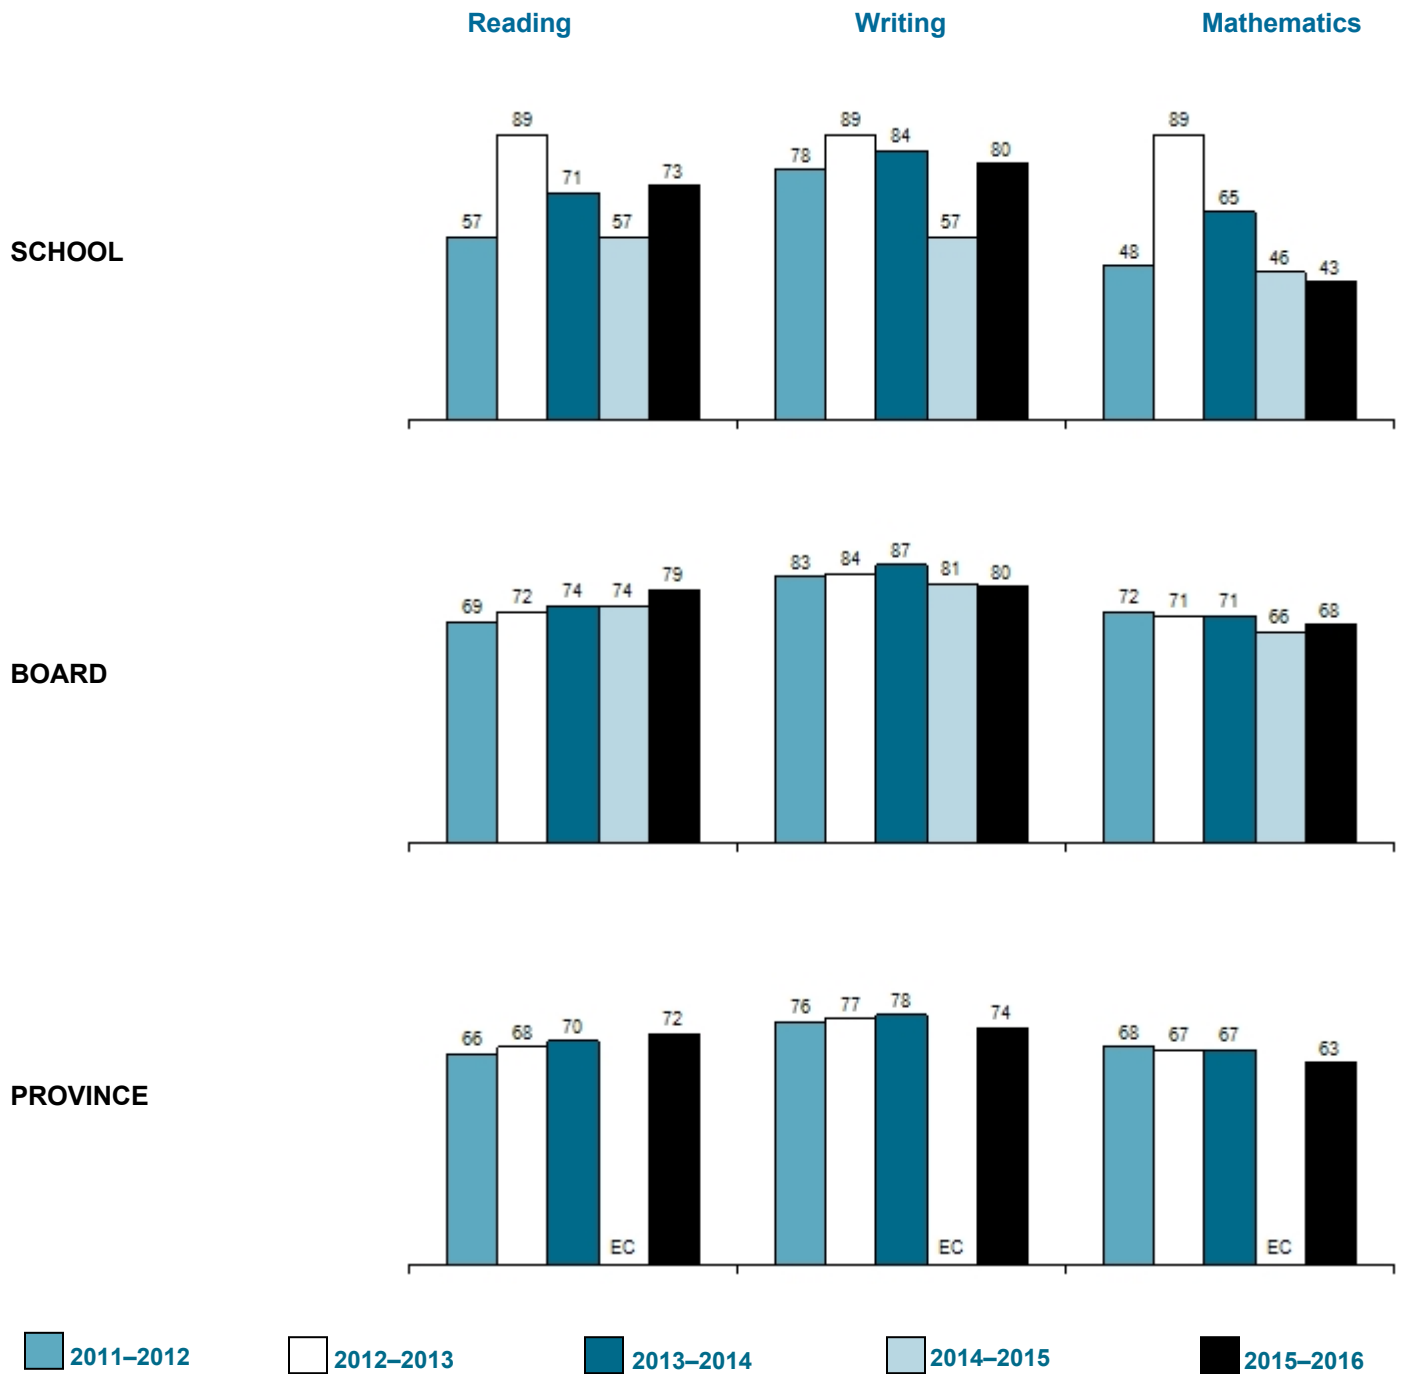 Reading Writing Mathematics
SCHOOL
57 89 71 57 73 78 89 84 57 80 48 89 65 46 43
BOARD
69 72 74 74 79 83 84 87 81 80 72 71 71 66 68
PROVINCE
66 68 70 EC 72 76 77 78 EC 74 68 67 67 EC 63
2011–2012 2012–2013 2013–2014 2014–2015 2015–2016